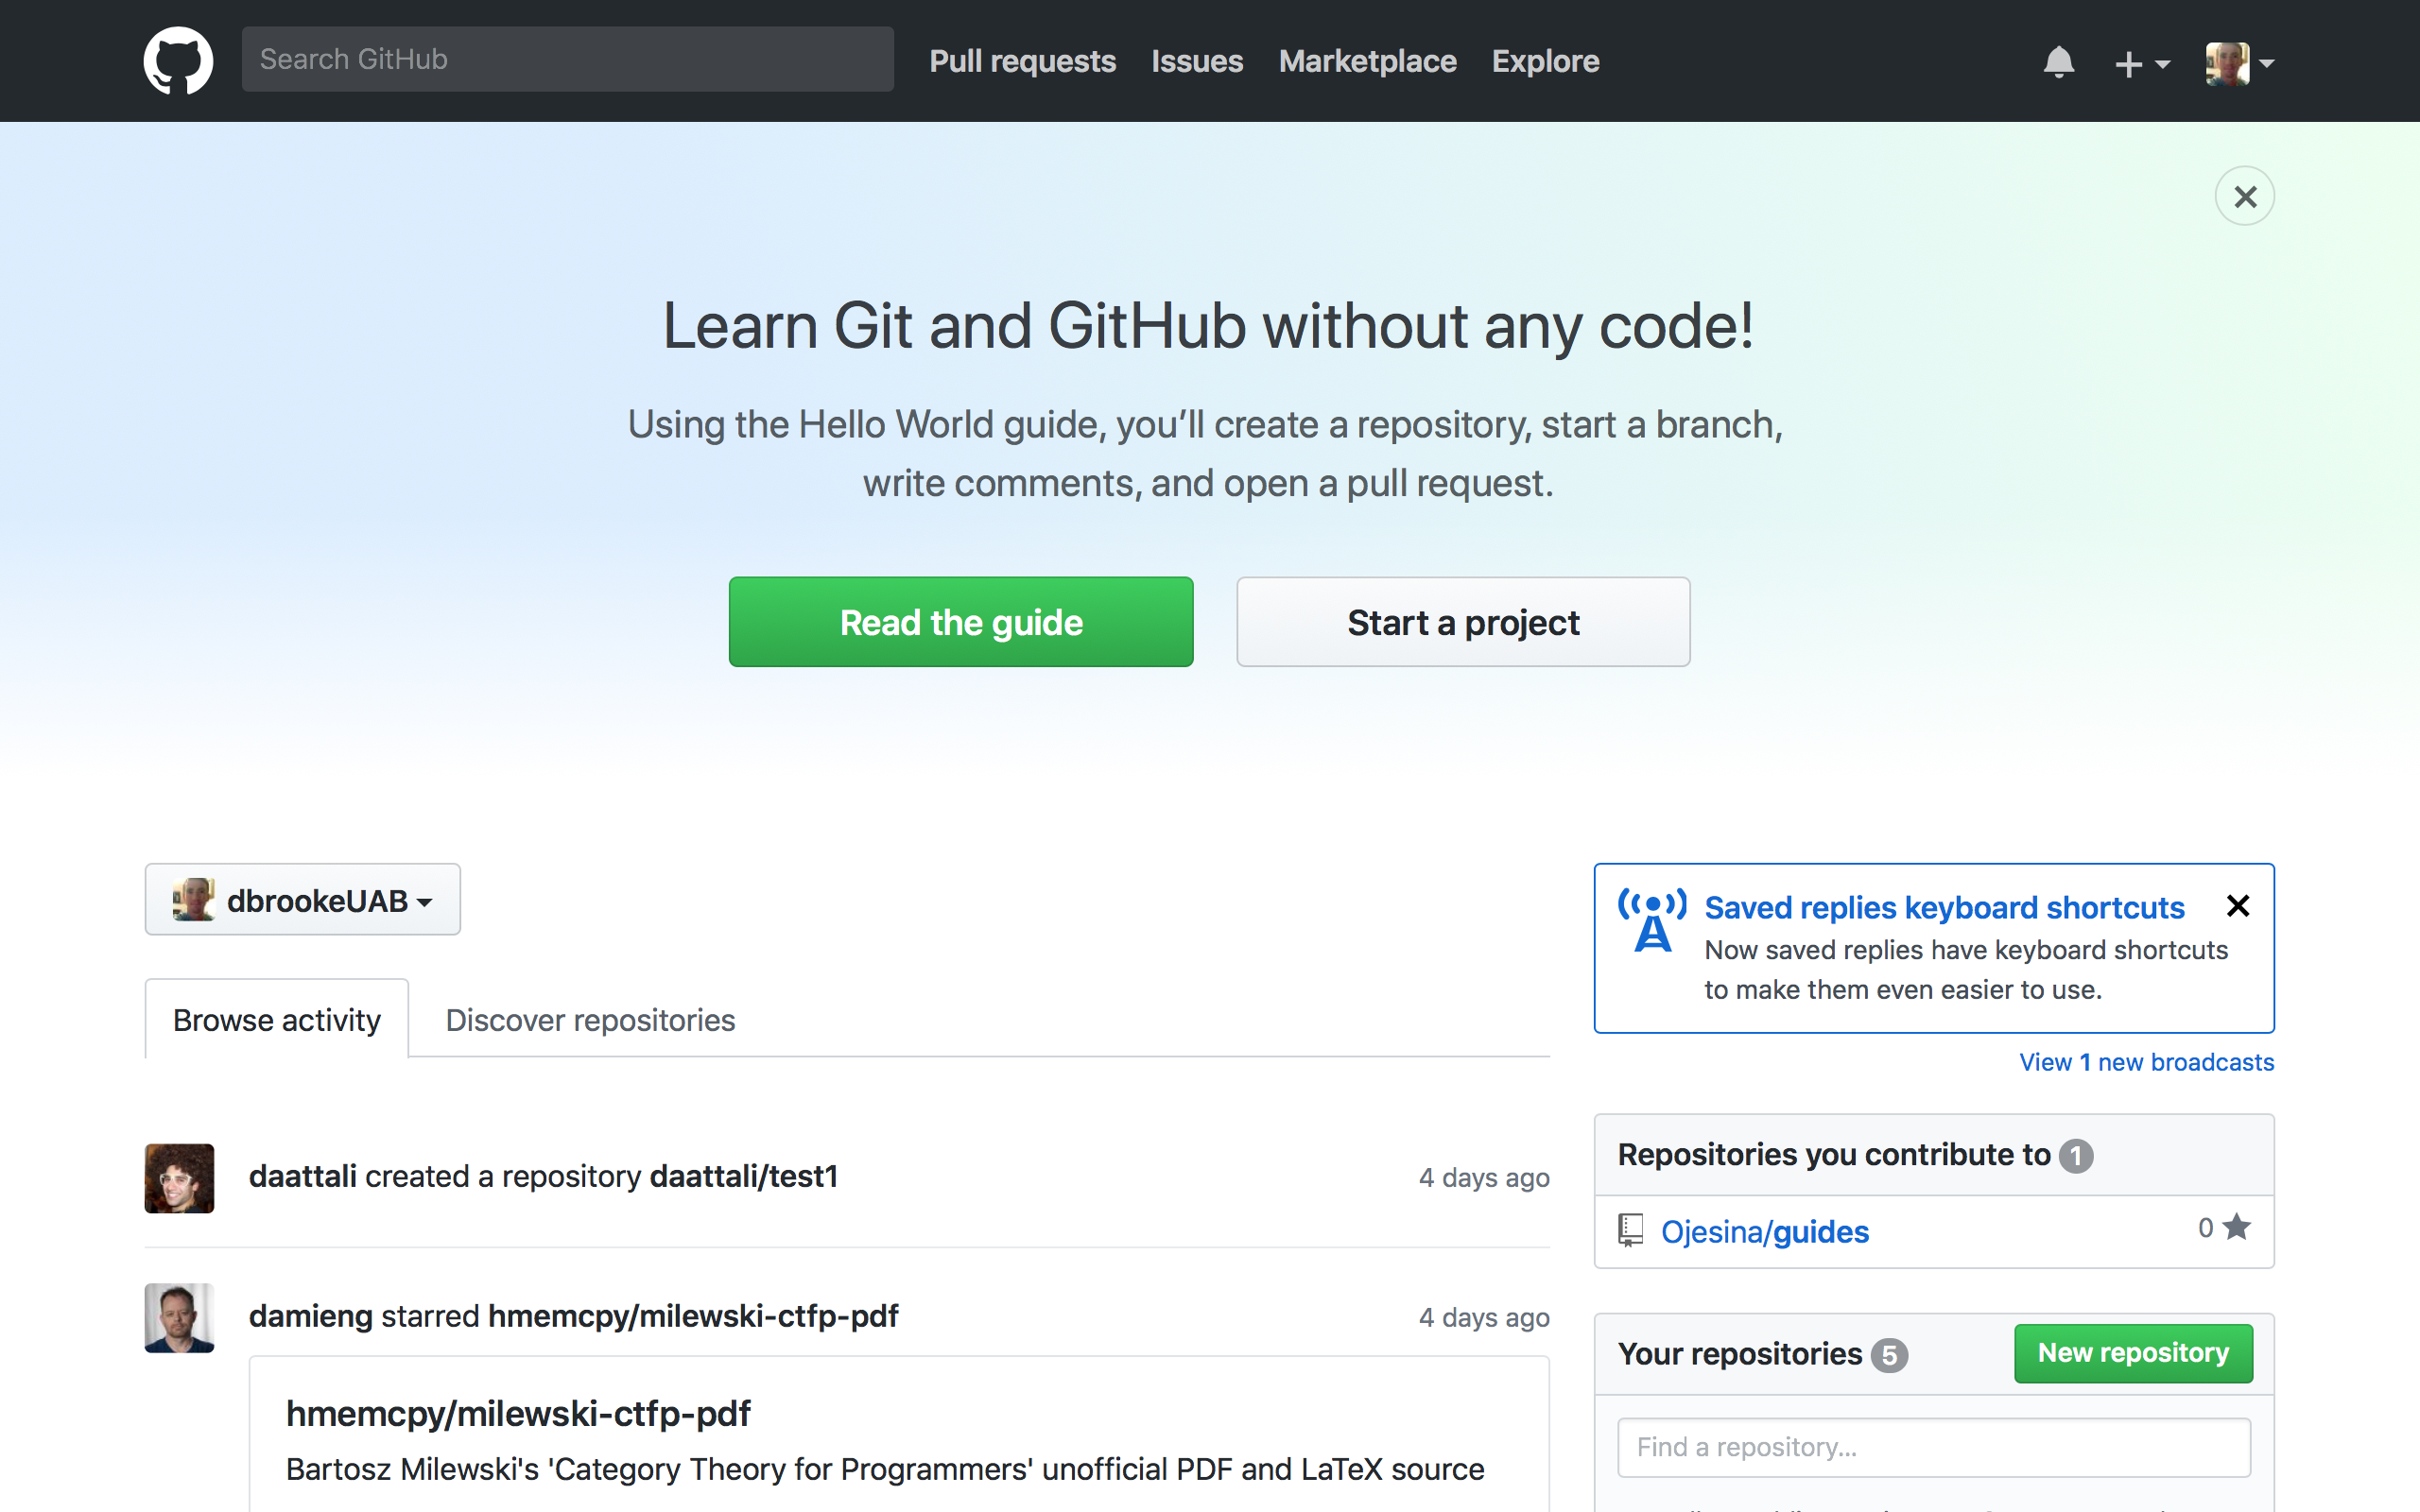 Search GitHub
Pull requests
Issues
Marketplace
Explore
Learn Git and GitHub without any code!
Using the Hello World guide, you’ll create a repository, start a branch,
write comments, and open a pull request.
Read the guide
Start a project
dbrookeUAB
Browse activity
Discover repositories
daattali created a repository daattali/test1
4 days ago
damieng starred hmemcpy/milewski-ctfp-pdf
4 days ago
hmemcpy/milewski-ctfp-pdf
Bartosz Milewski's 'Category Theory for Programmers' unofficial PDF and LaTeX source
Saved replies keyboard shortcuts
Now saved replies have keyboard shortcuts
to make them even easier to use.
View 1 new broadcasts
Repositories you contribute to 1
Ojesina/guides
0
Your repositories 5
New repository
Find a repository...